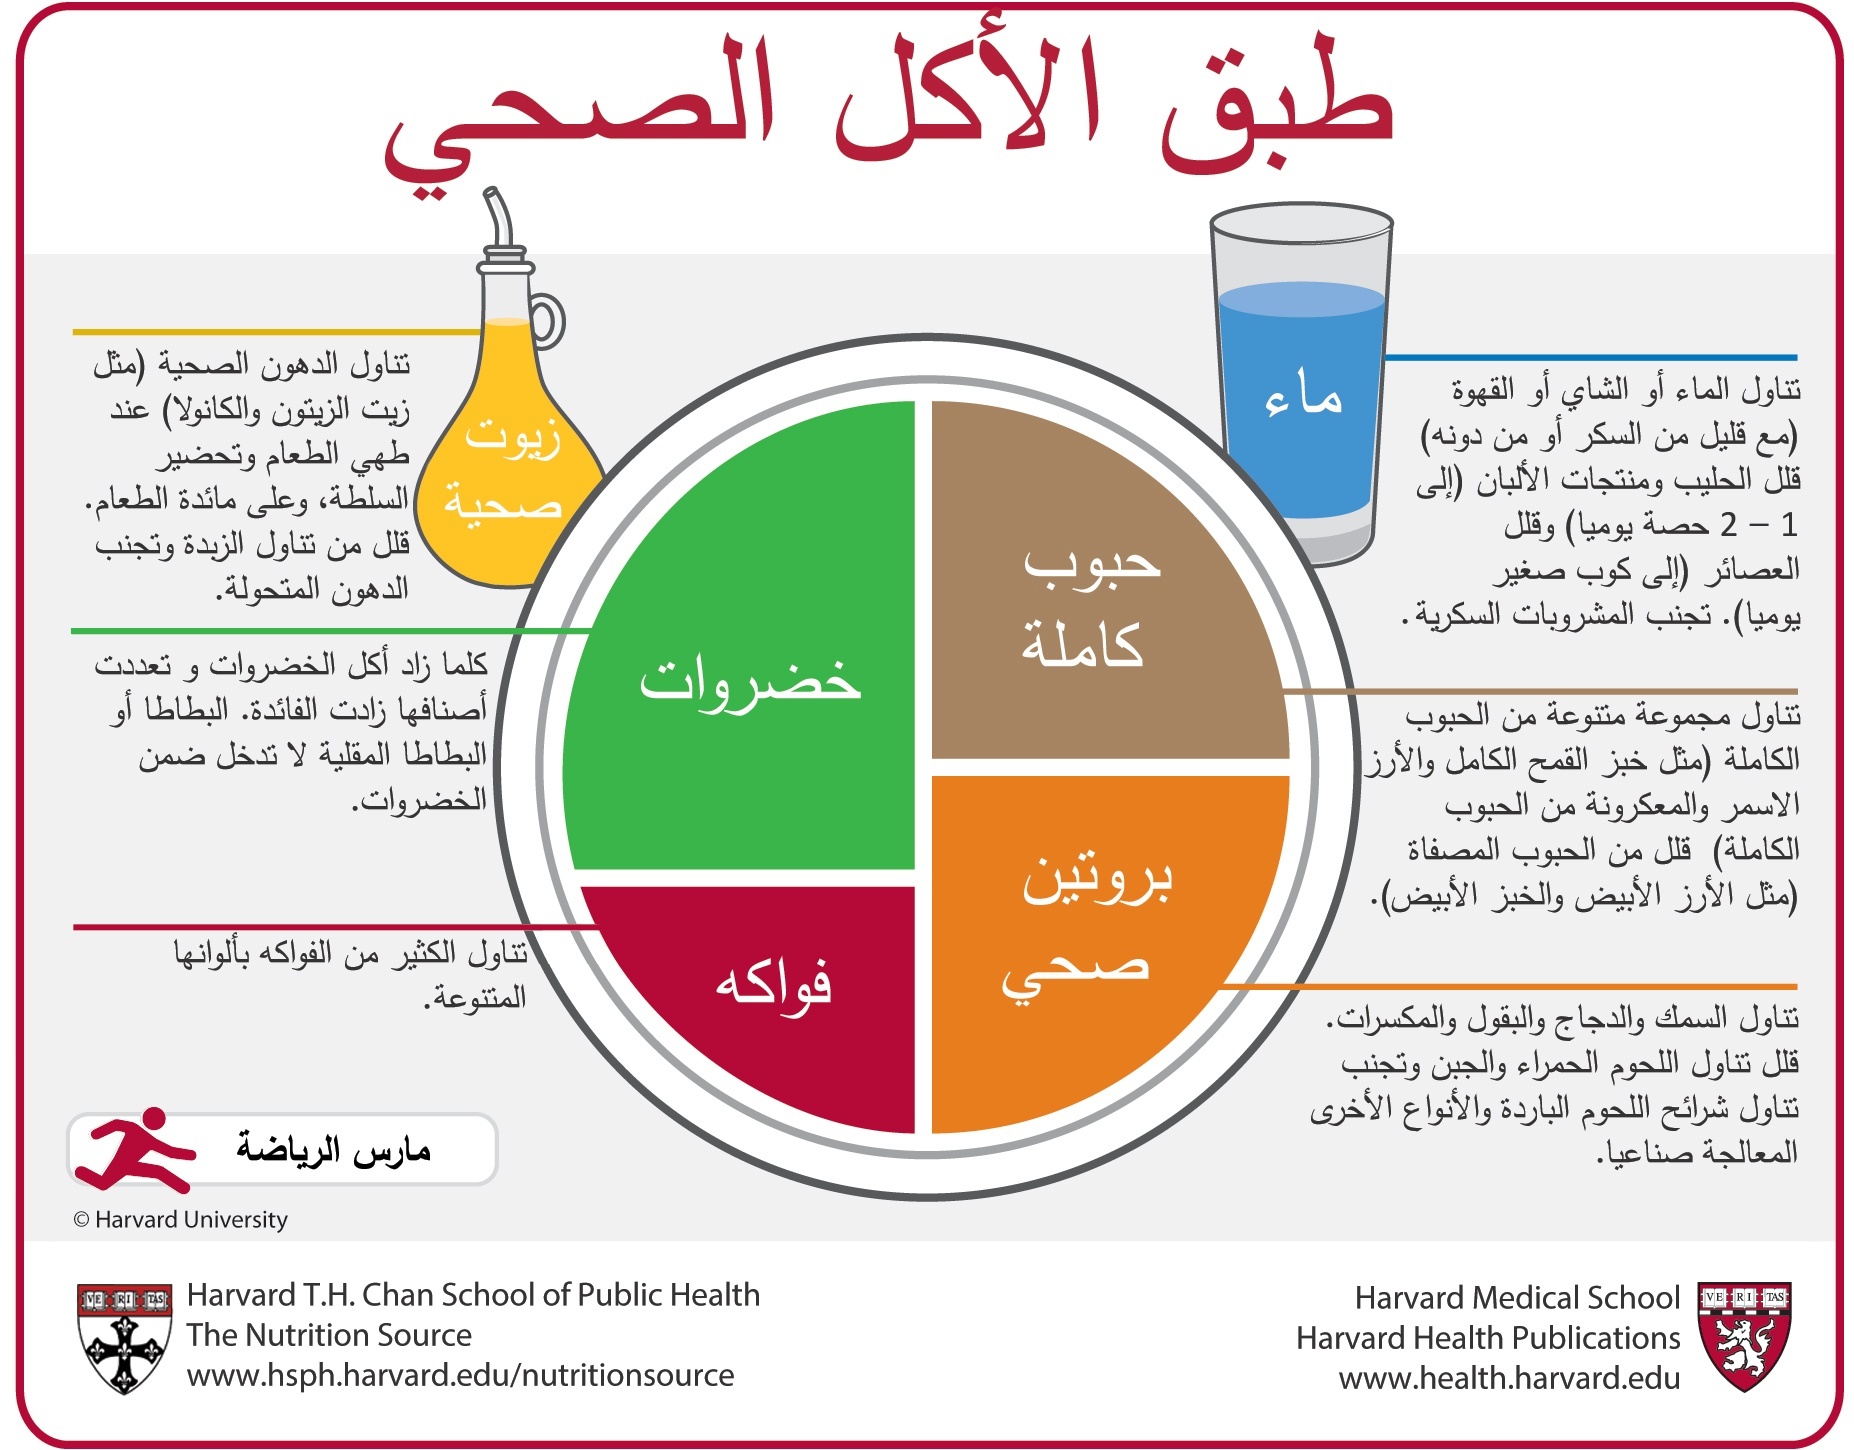 طبق الأكل الصحي
ماء
تناول الماء أو الشاي أو القهوة
(مع قليل من السكر أو من دونه)
قلل الحليب ومنتجات الألبان (إلى
1 – 2 حصة يوميا) وقلل
العصائر (إلى كوب صغير
يوميا). تجنب المشروبات السكرية.
زيوت
صحية
تناول الدهون الصحية (مثل
زيت الزيتون والكانولا) عند
طهي الطعام وتحضير
السلطة، وعلى مائدة الطعام.
قلل من تناول الزبدة وتجنب
الدهون المتحولة.
حبوب
كاملة
تناول مجموعة متنوعة من الحبوب
الكاملة (مثل خبز القمح الكامل والأرز
الاسمر والمعكرونة من الحبوب
الكاملة) قلل من الحبوب المصفاة
(مثل الأرز الأبيض والخبز الأبيض).
خضروات
كلما زاد أكل الخضروات و تعددت
أصنافها زادت الفائدة. البطاطا أو
البطاطا المقلية لا تدخل ضمن
الخضروات.
بروتين
صحي
تناول السمك والدجاج والبقول والمكسرات.
قلل تناول اللحوم الحمراء والجبن وتجنب
تناول شرائح اللحوم الباردة والأنواع الأخرى
المعالجة صناعيا.
فواكه
تناول الكثير من الفواكه بألوانها
المتنوعة.
مارس الرياضة
© Harvard University
VE RI TAS
Harvard T.H. Chan School of Public Health
The Nutrition Source
www.hsph.harvard.edu/nutritionsource
Harvard Medical School
Harvard Health Publications
www.health.harvard.edu
VE RI TAS